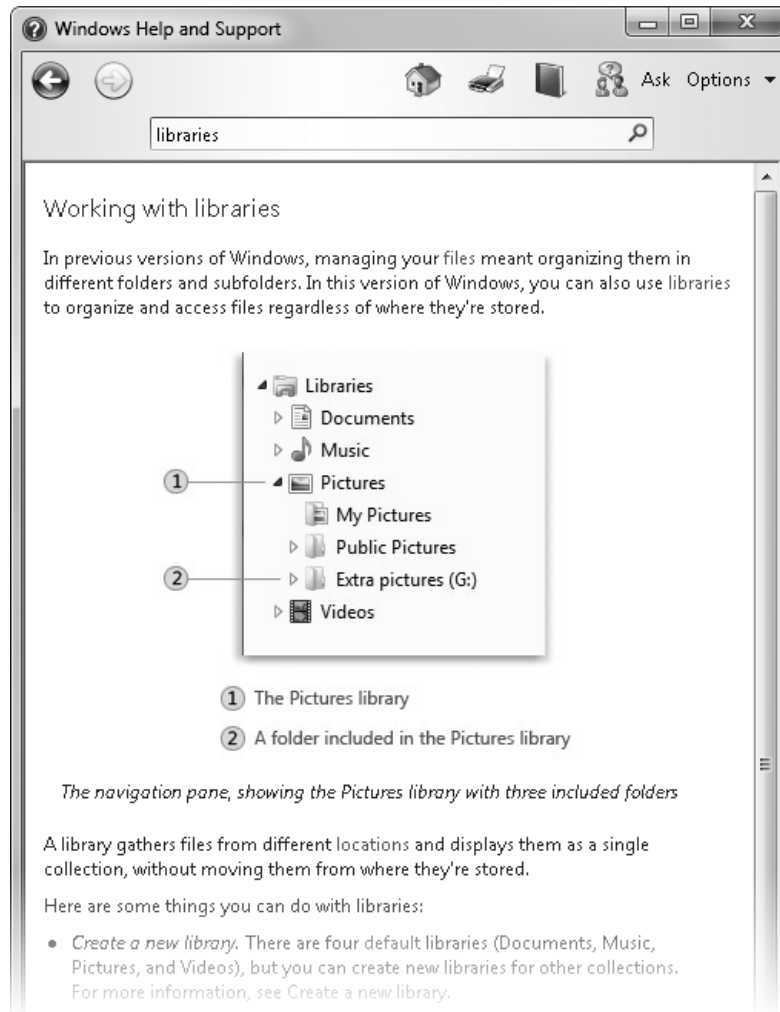 Windows Help and Support
Ask Options
libraries
Working with libraries
In previous versions of Windows, managing your files meant organizing them in
different folders and subfolders. In this version of Windows, you can also use libraries
to organize and access files regardless of where they're stored.
Libraries
Documents
Music
1 Pictures
My Pictures
Public Pictures
2 Extra pictures (G:)
Videos
1 The Pictures library
2 A folder included in the Pictures library
The navigation pane, showing the Pictures library with three included folders
A library gathers files from different locations and displays them as a single
collection, without moving them from where they're stored.
Here are some things you can do with libraries:
• Create a new library. There are four default libraries (Documents, Music,
Pictures, and Videos), but you can create new libraries for other collections.
For more information, see Create a new library.